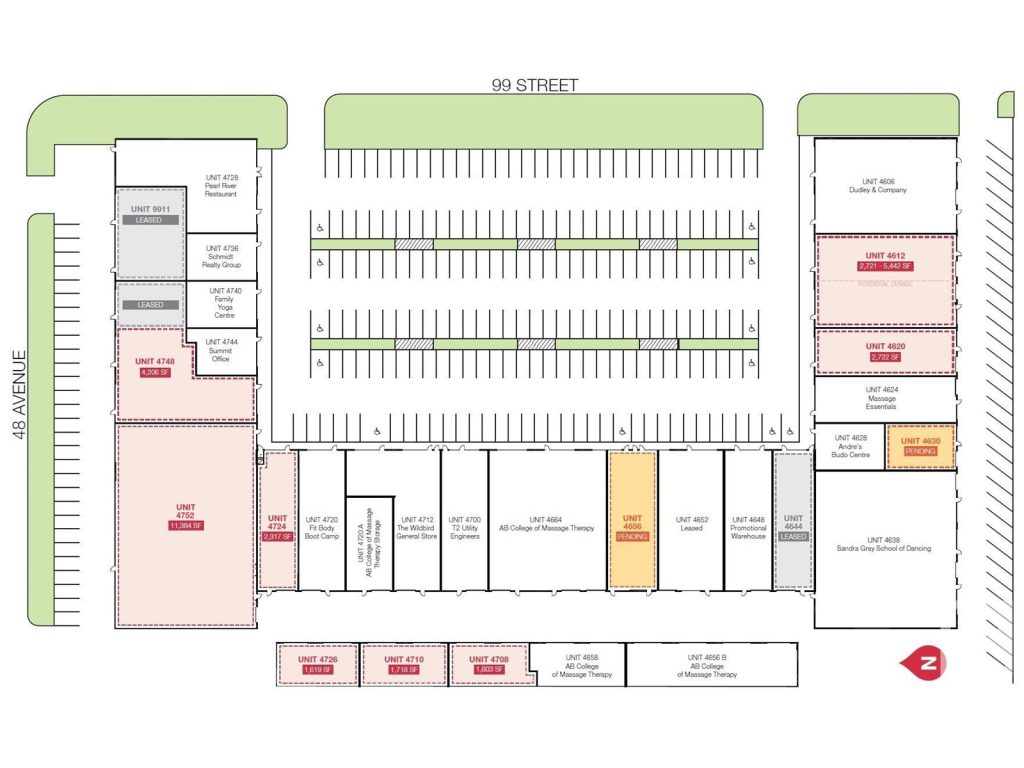 99 STREET
48 AVENUE
UNIT 4728
Pearl River
Restaurant
UNIT 9911
LEASED
UNIT 4736
Schmidt
Realty Group
LEASED
UNIT 4740
Family
Yoga
Centre
UNIT 4744
Summit
Office
UNIT 4748
4,206 SF
UNIT
4752
11,384 SF
UNIT 4606
Dudley & Company
UNIT 4612
2,721 - 5,442 SF
POTENTIAL DEMISE
UNIT 4620
2,722 SF
UNIT 4624
Massage
Essentials
UNIT 4628
Andre's
Budo Centre
UNIT 4630
PENDING
UNIT 4638
Sandra Gray School of Dancing
UNIT
4724
2,317 SF
UNIT 4720
Fit Body
Boot Camp
UNIT 4720 A
AB College of Massage
Therapy Storage
UNIT 4712
The Wildbird
General Store
UNIT 4700
T2 Utility
Engineers
UNIT 4664
AB College of Massage Therapy
UNIT
4656
PENDING
UNIT 4652
Leased
UNIT 4648
Promotional
Warehouse
UNIT
4644
LEASED
UNIT 4726
1,619 SF
UNIT 4710
1,718 SF
UNIT 4708
1,603 SF
UNIT 4658
AB College
of Massage Therapy
UNIT 4656 B
AB College
of Massage Therapy
N